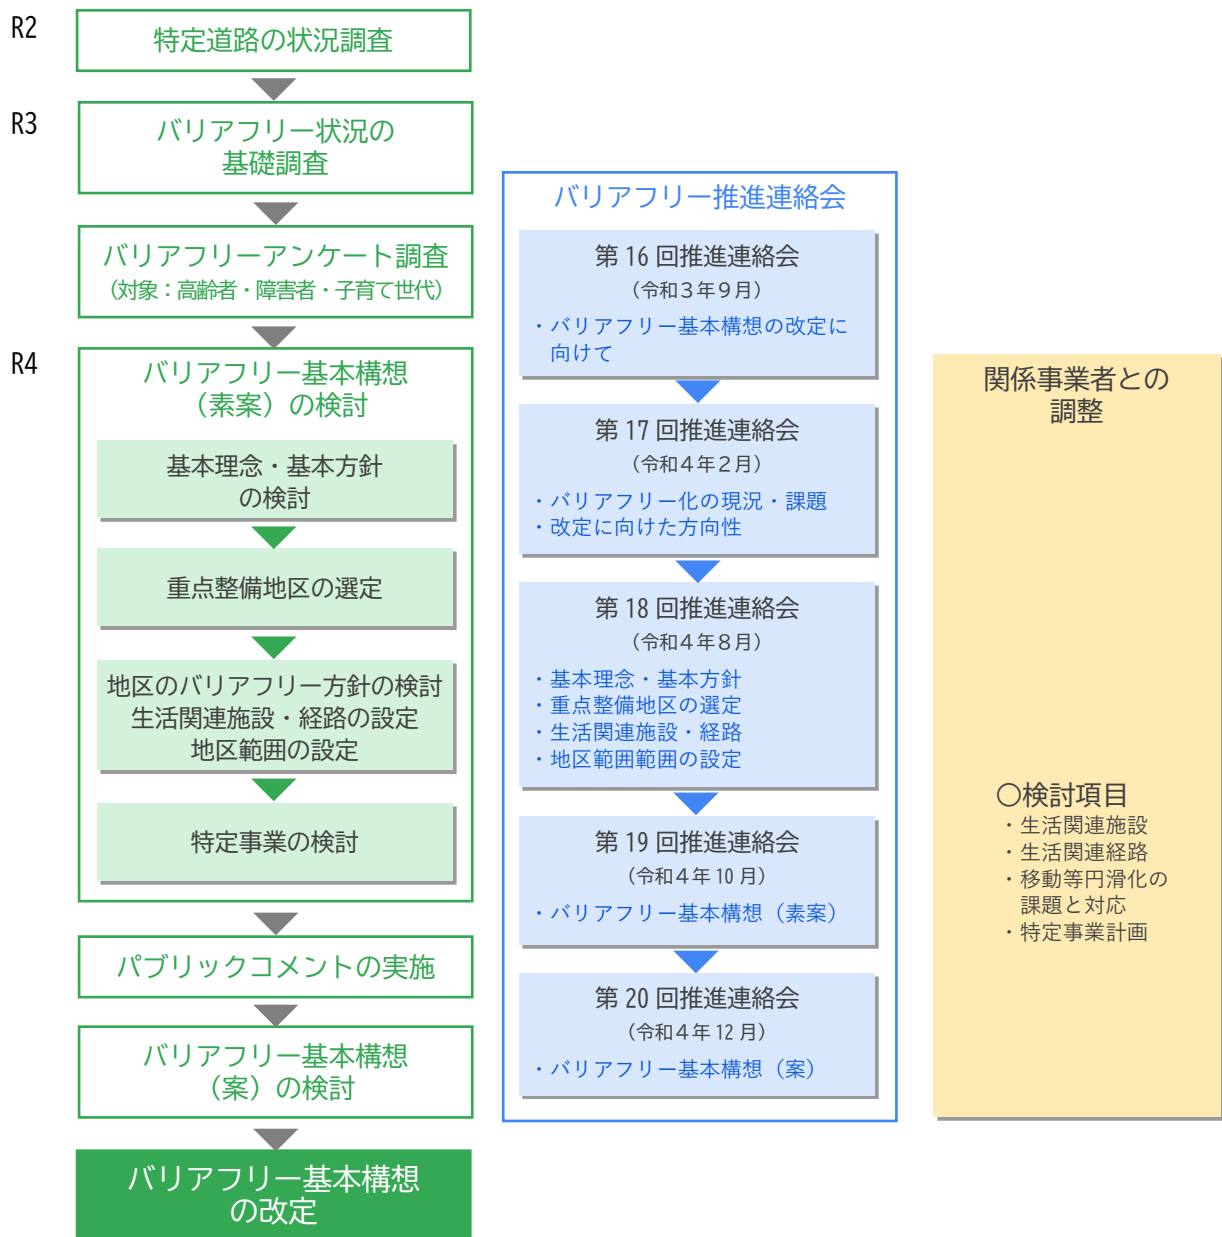 R2
特定道路の状況調査
R3
バリアフリー状況の
基礎調査
バリアフリーアンケート調査
（対象：高齢者・障害者・子育て世代）
R4
バリアフリー基本構想
（素案）の検討
基本理念・基本方針
の検討
重点整備地区の選定
地区のバリアフリー方針の検討
生活関連施設・経路の設定
地区範囲の設定
特定事業の検討
パブリックコメントの実施
バリアフリー基本構想
（案）の検討
バリアフリー基本構想
の改定
バリアフリー推進連絡会
第16回推進連絡会
（令和３年９月）
・バリアフリー基本構想の改定に
向けて
第17回推進連絡会
（令和４年２月）
・バリアフリー化の現況・課題
・改定に向けた方向性
第18回推進連絡会
（令和４年８月）
・基本理念・基本方針
・重点整備地区の選定
・生活関連施設・経路
・地区範囲範囲の設定
第19回推進連絡会
（令和４年10月）
・バリアフリー基本構想（素案）
第20回推進連絡会
（令和４年12月）
・バリアフリー基本構想（案）
関係事業者との
調整
〇検討項目
・生活関連施設
・生活関連経路
・移動等円滑化の
課題と対応
・特定事業計画